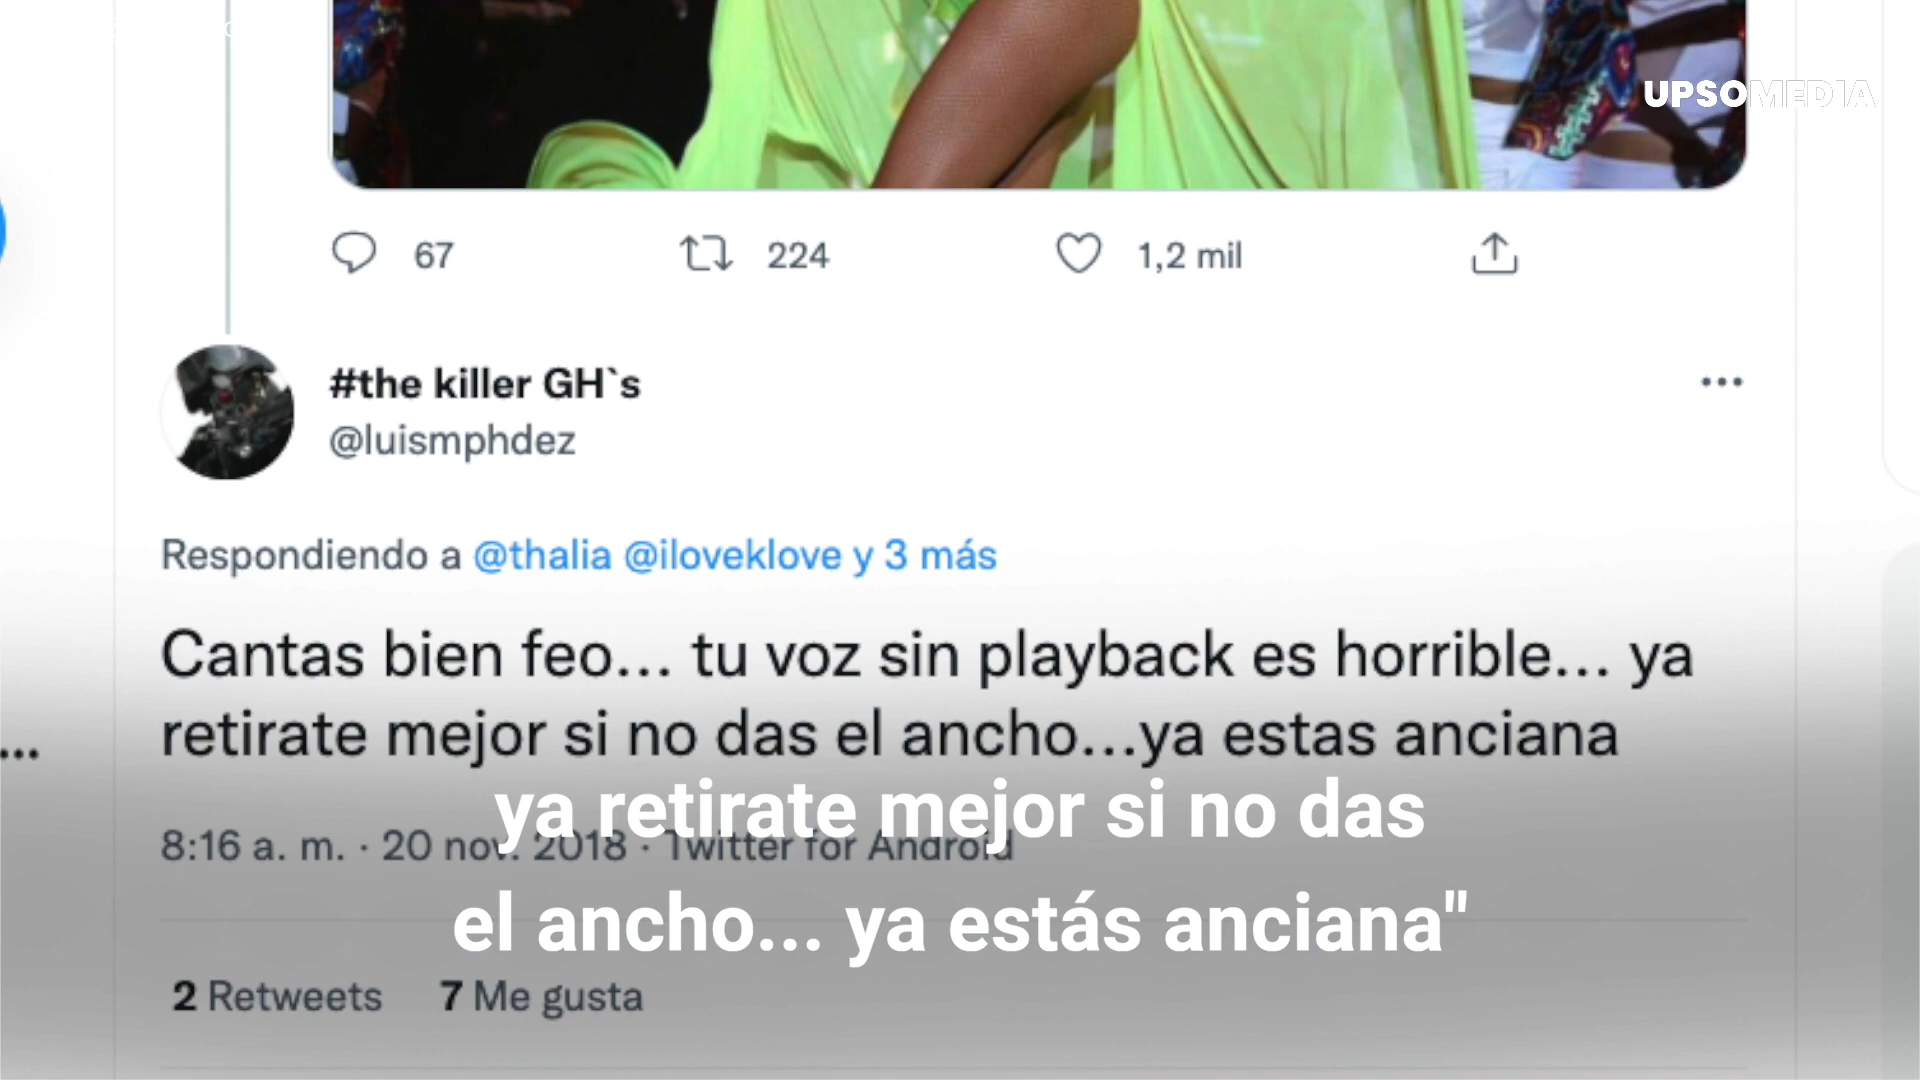 UPSOMEDIA
67 224 1,2 mil
#the killer GH`s
@luismphdez
Respondiendo a @thalia @iloveklove y 3 más
Cantas bien feo... tu voz sin playback es horrible... ya
retirate mejor si no das el ancho...ya estas anciana
ya retirate mejor si no das
8:16 a. m. · 20 nov. 2018 · Twitter for Android
el ancho... ya estás anciana"
2 Retweets 7 Me gusta